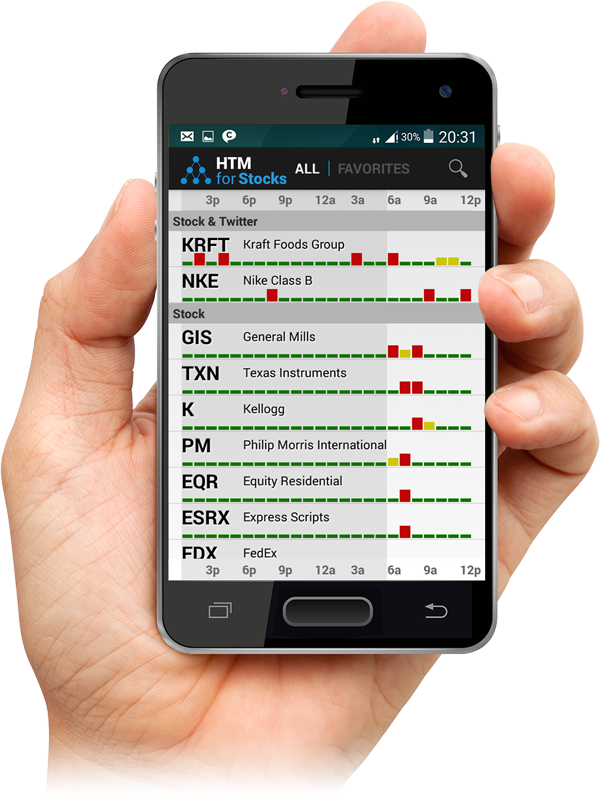 30% 20:31
HTM
for Stocks
ALL | FAVORITES
3p 6p 9p 12a 3a 6a 9a 12p
Stock & Twitter
KRFT Kraft Foods Group
NKE Nike Class B
Stock
GIS General Mills
TXN Texas Instruments
K Kellogg
PM Philip Morris International
EQR Equity Residential
ESRX Express Scripts
FDX FedEx
3p 6p 9p 12a 3a 6a 9a 12p